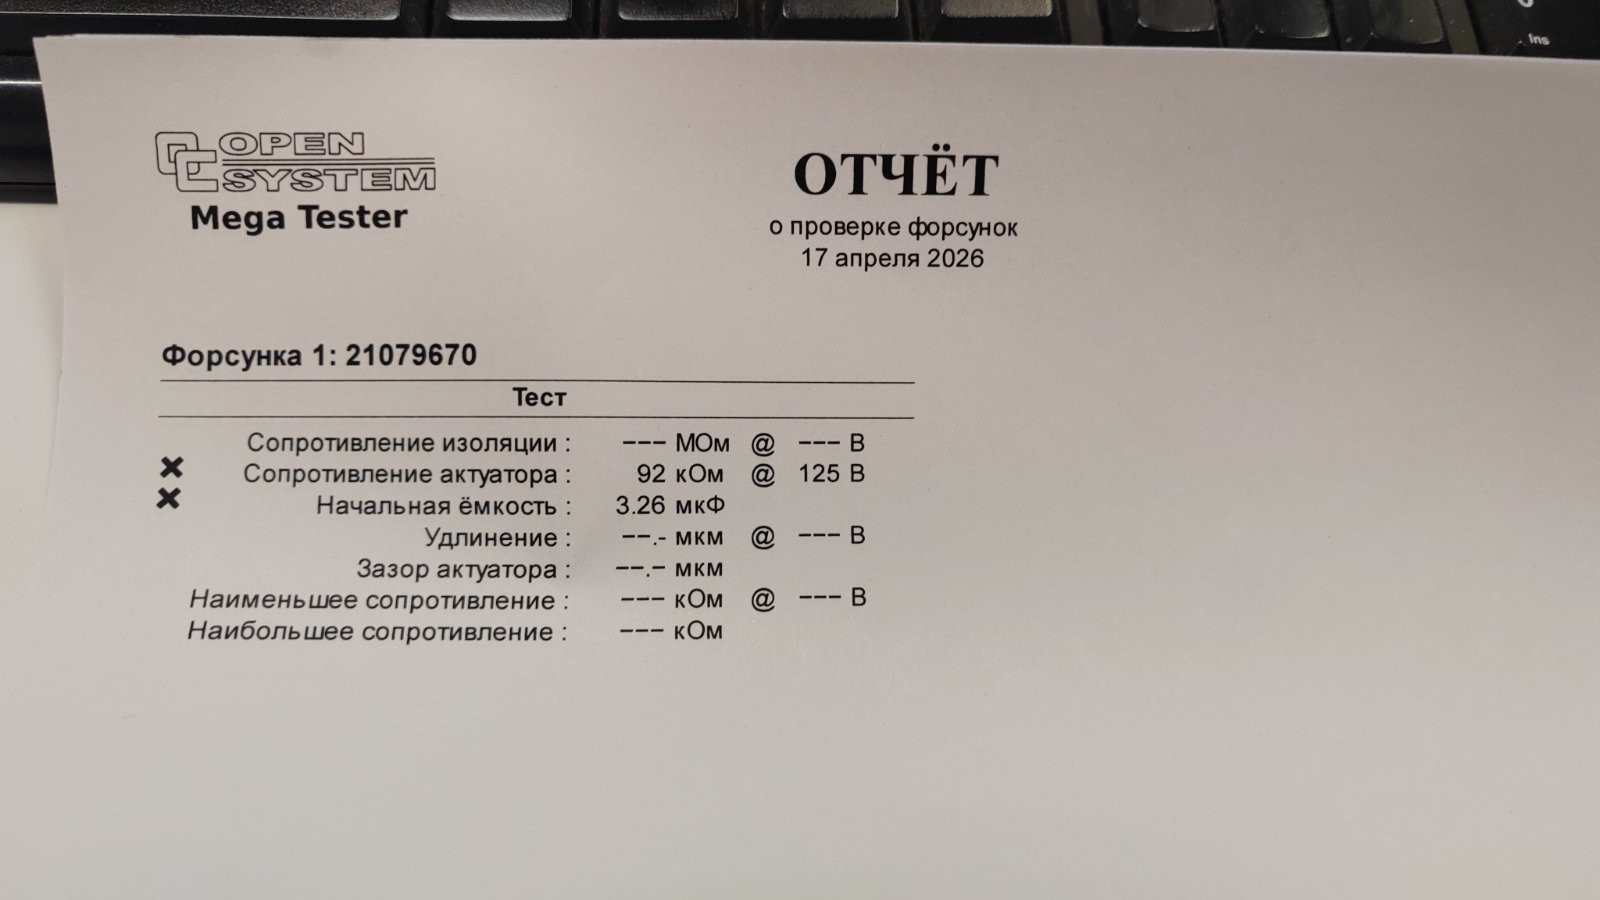 Ins
OPEN
SYSTEM
Mega Tester
ОТЧЁТ
о проверке форсунок
17 апреля 2026
Форсунка 1: 21079670
Тест
Сопротивление изоляции : --- МОм @ --- В
✖ Сопротивление актуатора : 92 кОм @ 125 В
✖ Начальная ёмкость : 3.26 мкФ
Удлинение : --.- мкм @ --- В
Зазор актуатора : --.- мкм
Наименьшее сопротивление : --- кОм @ --- В
Наибольшее сопротивление : --- кОм